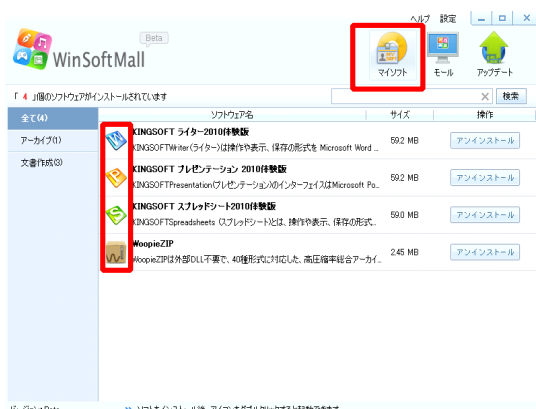 ヘルプ 設定
Beta
WinSoftMall
マイソフト モール アップデート
「 4 」個のソフトウェアがインストールされています
検索
全て(4) ソフトウェア名 サイズ 操作
アーカイブ(1)
文書作成(3)
KINGSOFT ライター2010体験版
KINGSOFTWriter(ライター)は操作や表示、保存の形式を Microsoft Word ...
592 MB アンインストール
KINGSOFT プレゼンテーション 2010体験版
KINGSOFTPresentation(プレゼンテーション)のインターフェイスはMicrosoft Po...
592 MB アンインストール
KINGSOFT スプレッドシート2010体験版
KINGSOFTSpreadsheets (スプレッドシート)とは、操作や表示、保存の形式...
59.0 MB アンインストール
WoopieZIP
WoopieZIPは外部DLL不要で、40種形式に対応した、高圧縮率総合アーカイ...
2.45 MB アンインストール